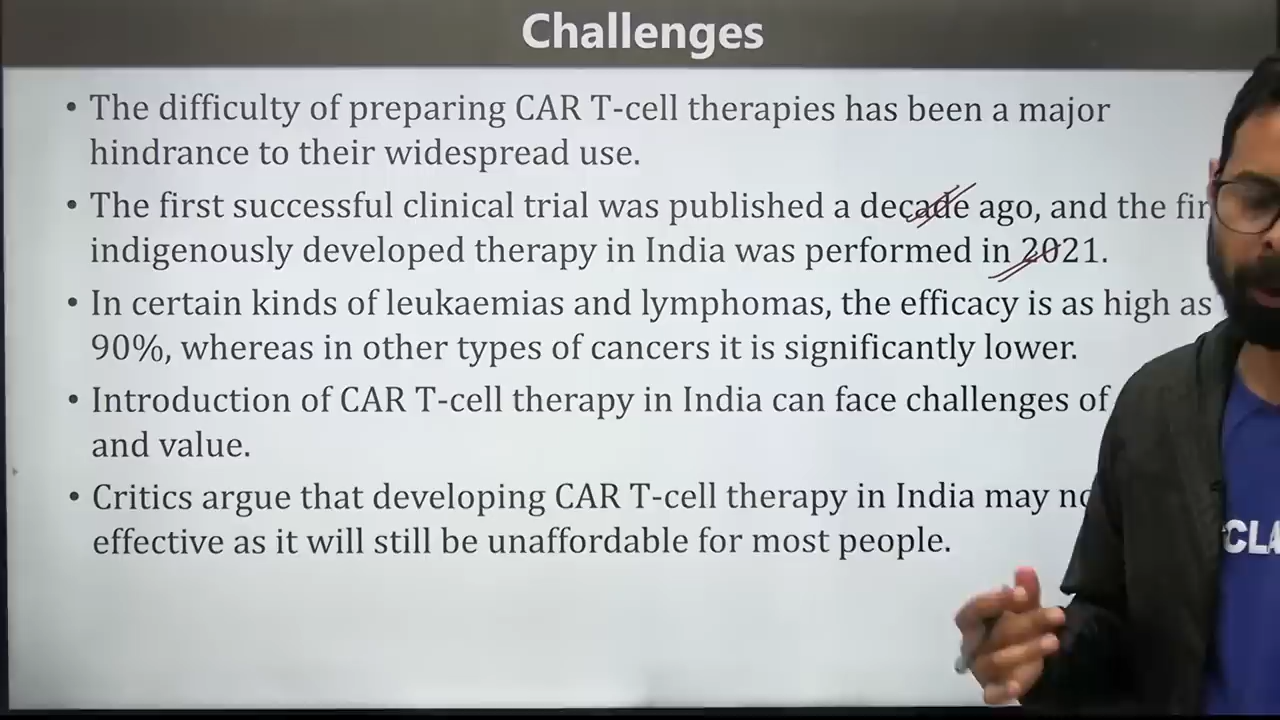 Challenges
• The difficulty of preparing CAR T-cell therapies has been a major
hindrance to their widespread use.
• The first successful clinical trial was published a decade ago, and the
indigenously developed therapy in India was performed in 2021.
• In certain kinds of leukaemias and lymphomas, the efficacy is as high as
90%, whereas in other types of cancers it is significantly lower.
• Introduction of CAR T-cell therapy in India can face challenges of
and value.
• Critics argue that developing CAR T-cell therapy in India may
effective as it will still be unaffordable for most people.